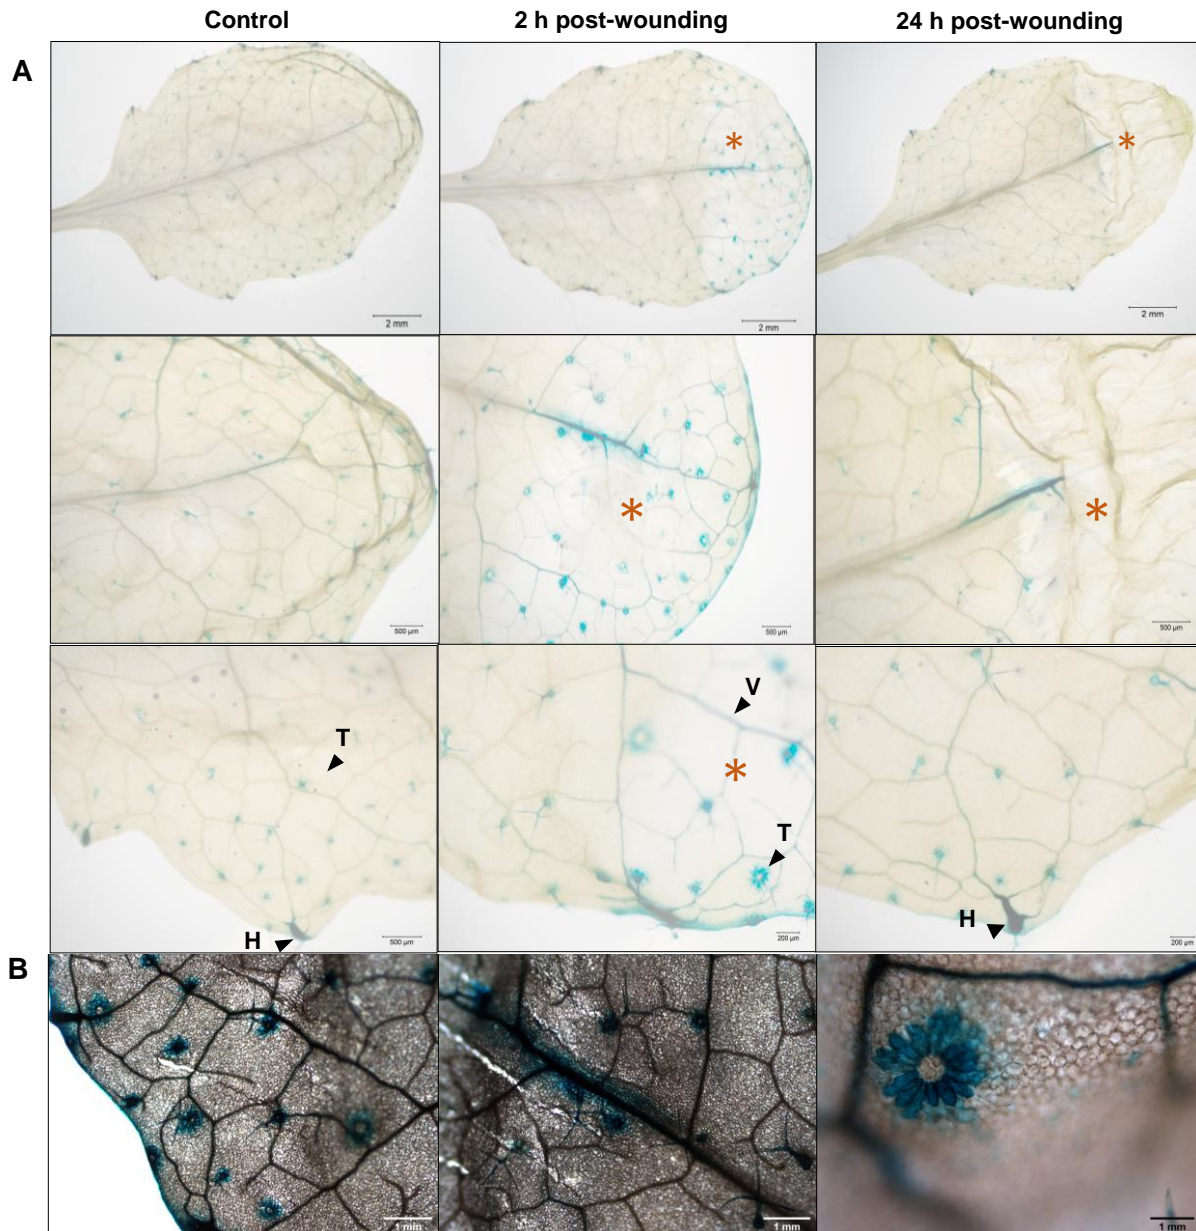 Control 2 h post-wounding 24 h post-wounding
A
* *
2 mm 2 mm 2 mm
* *
500 µm 500 µm 500 µm
V
T
*
T
H
H
500 µm 200 µm 200 µm
B
1 mm 1 mm 1 mm